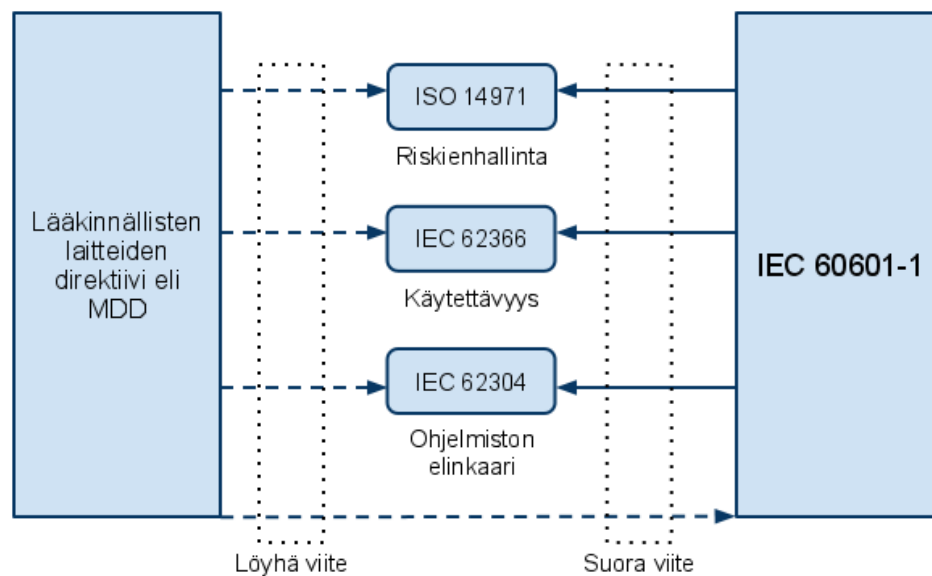 Lääkinnällisten
laitteiden
direktiivi eli
MDD
ISO 14971
Riskienhallinta
IEC 62366
Käytettävyys
IEC 62304
Ohjelmiston
elinkaari
IEC 60601-1
Löyhä viite
Suora viite